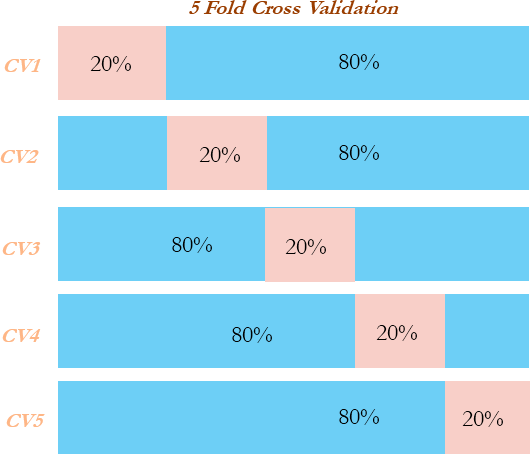 5 Fold Cross Validation
CV1 20% 80%
CV2 20% 80%
CV3 80% 20%
CV4 80% 20%
CV5 80% 20%